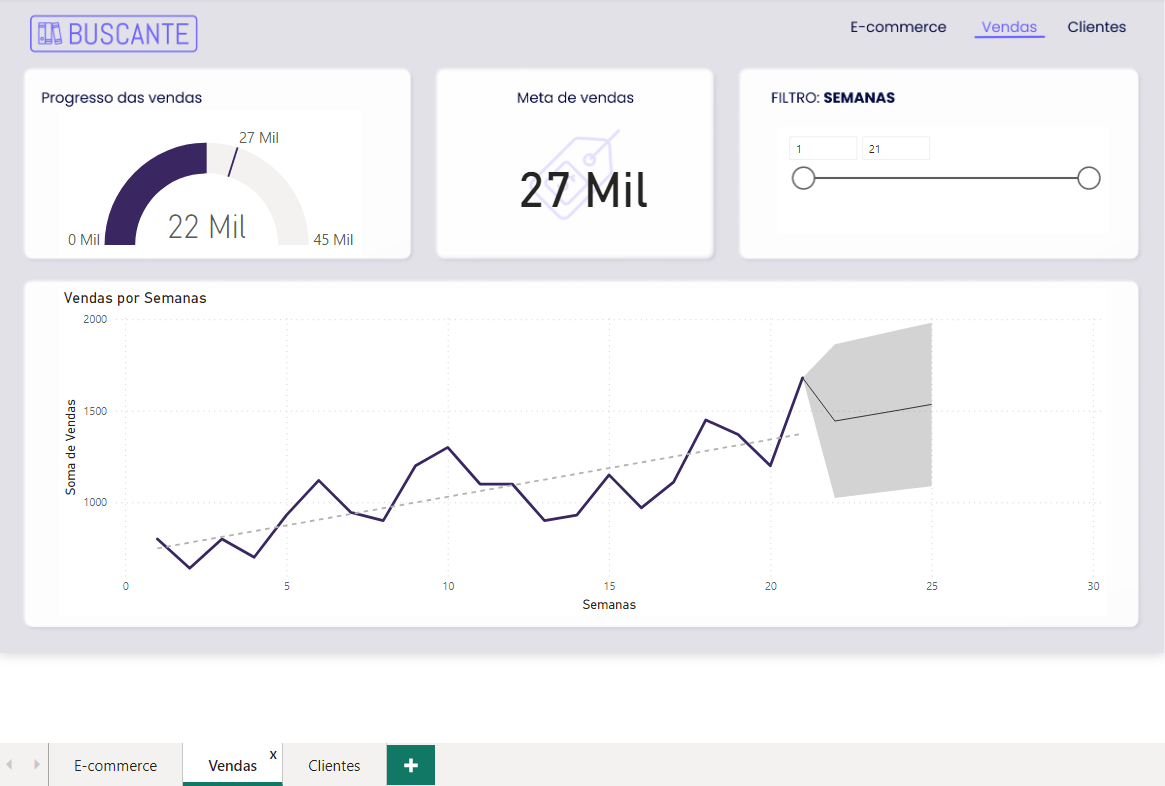 BUSCANTE
E-commerce
Vendas
Clientes
Progresso das vendas
27 Mil
22 Mil
0 Mil
45 Mil
Meta de vendas
27 Mil
FILTRO: SEMANAS
1
21
Vendas por Semanas
2000
1500
1000
Soma de Vendas
0
5
10
15
20
25
30
Semanas
E-commerce
Vendas
x
Clientes
+